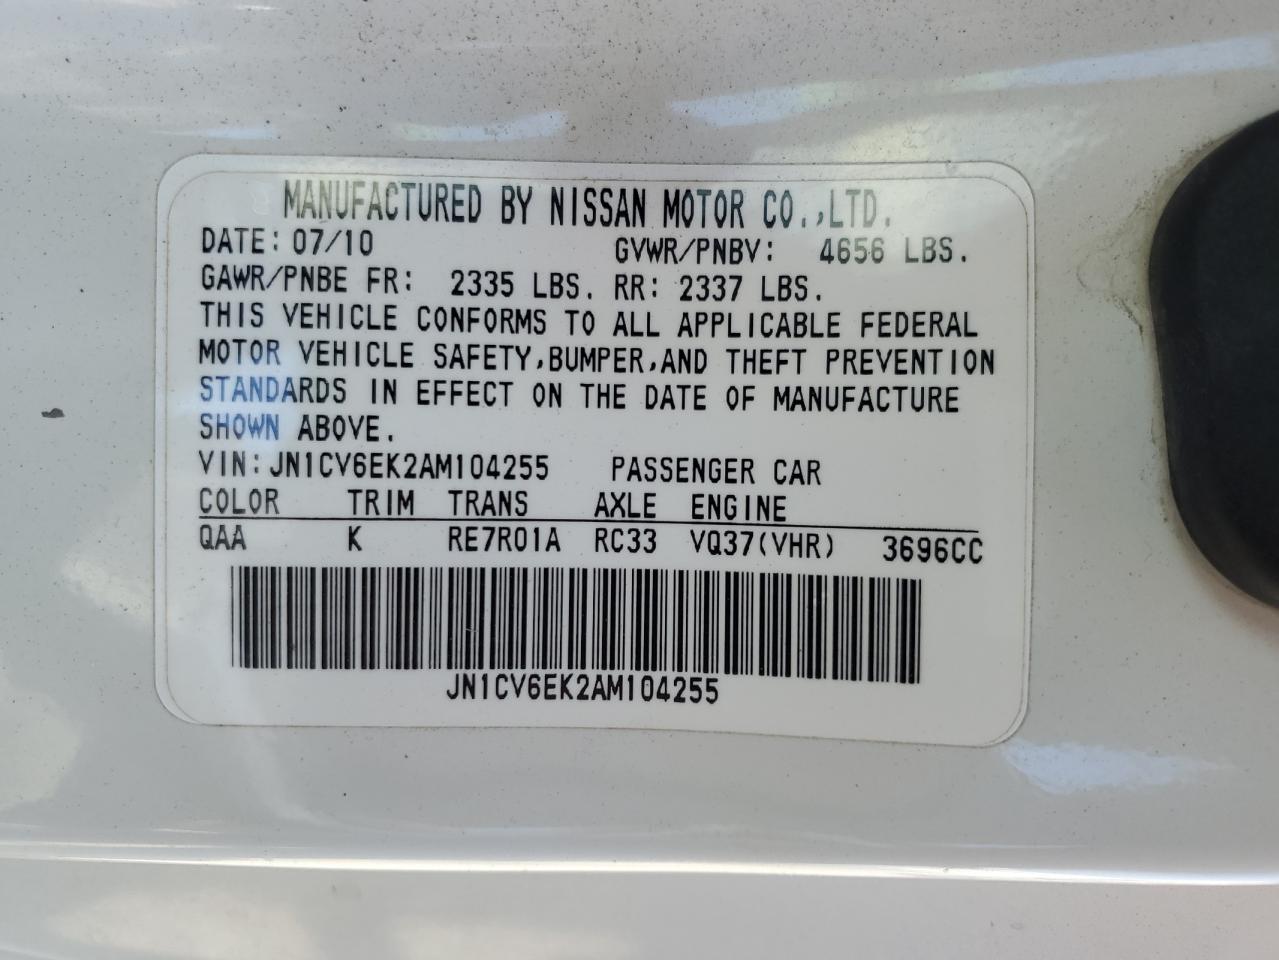 MANUFACTURED BY NISSAN MOTOR CO.,LTD.
DATE: 07/10 GVWR/PNBV: 4656 LBS.
GAWR/PNBE FR: 2335 LBS. RR: 2337 LBS.
THIS VEHICLE CONFORMS TO ALL APPLICABLE FEDERAL
MOTOR VEHICLE SAFETY,BUMPER,AND THEFT PREVENTION
STANDARDS IN EFFECT ON THE DATE OF MANUFACTURE
SHOWN ABOVE.
VIN: JN1CV6EK2AM104255 PASSENGER CAR
COLOR TRIM TRANS AXLE ENGINE
QAA K RE7R01A RC33 VQ37(VHR) 3696CC
JN1CV6EK2AM104255